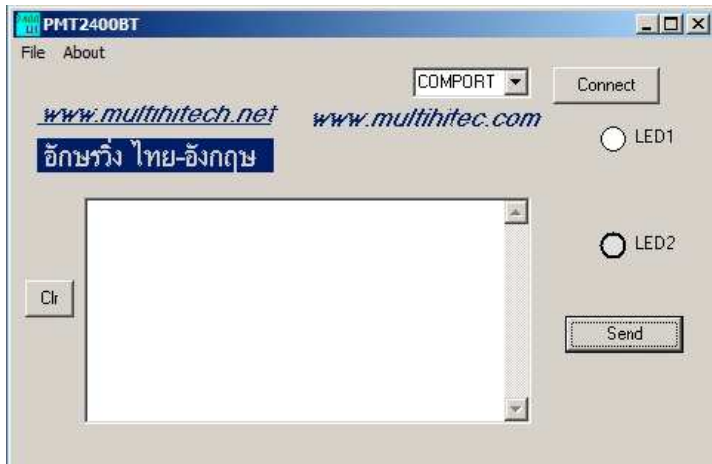 PMT2400BT
File About
COMPORT Connect
www.multihitech.net www.multihitec.com
LED1
อักษรวิ่ง ไทย-อังกฤษ
LED2
Clr
Send